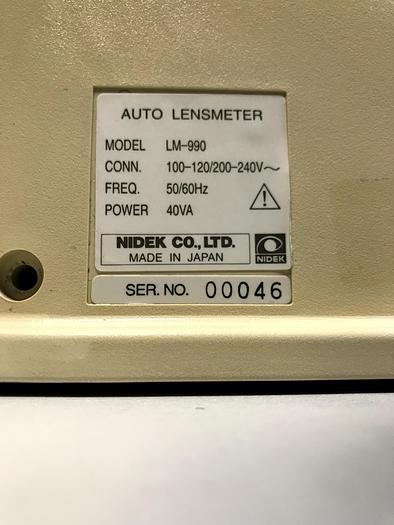 AUTO LENSMETER
MODEL LM-990
CONN. 100-120/200-240V~
FREQ. 50/60Hz
POWER 40VA
NIDEK CO., LTD.
MADE IN JAPAN
NIDEK
SER. NO. 00046